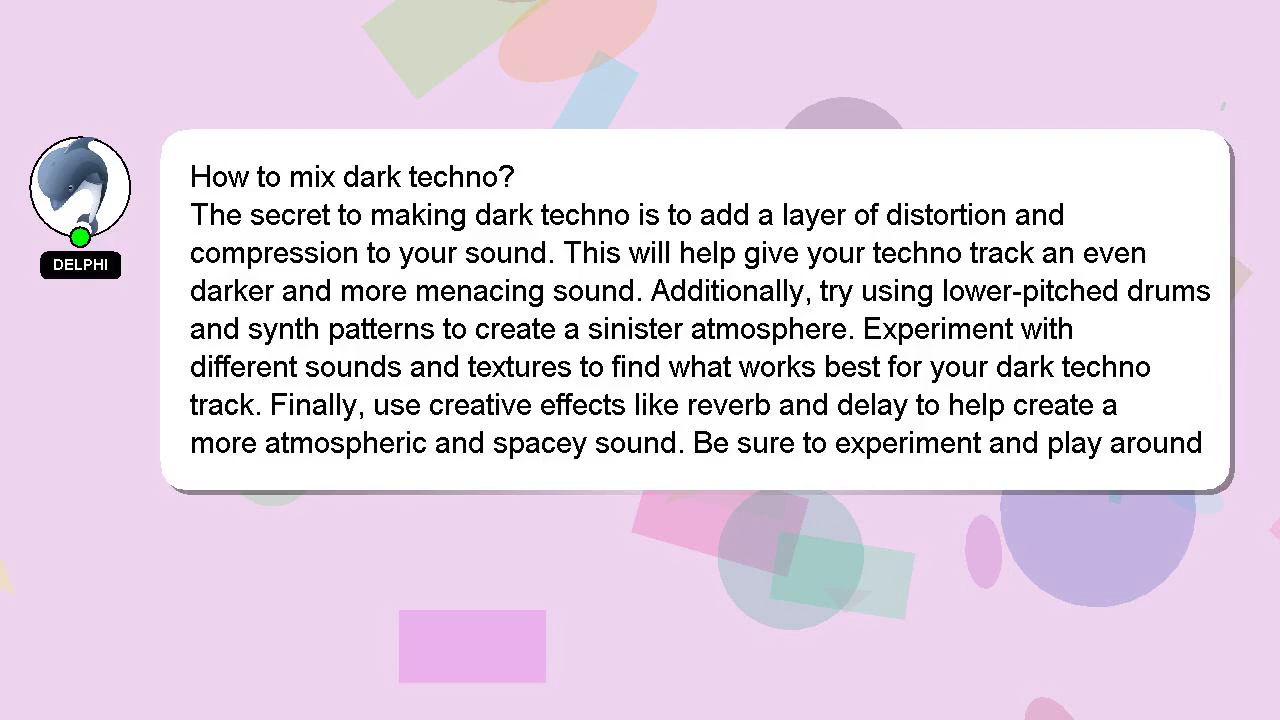 How to mix dark techno?
The secret to making dark techno is to add a layer of distortion and
compression to your sound. This will help give your techno track an even
darker and more menacing sound. Additionally, try using lower-pitched drums
and synth patterns to create a sinister atmosphere. Experiment with
different sounds and textures to find what works best for your dark techno
track. Finally, use creative effects like reverb and delay to help create a
more atmospheric and spacey sound. Be sure to experiment and play around
DELPHI